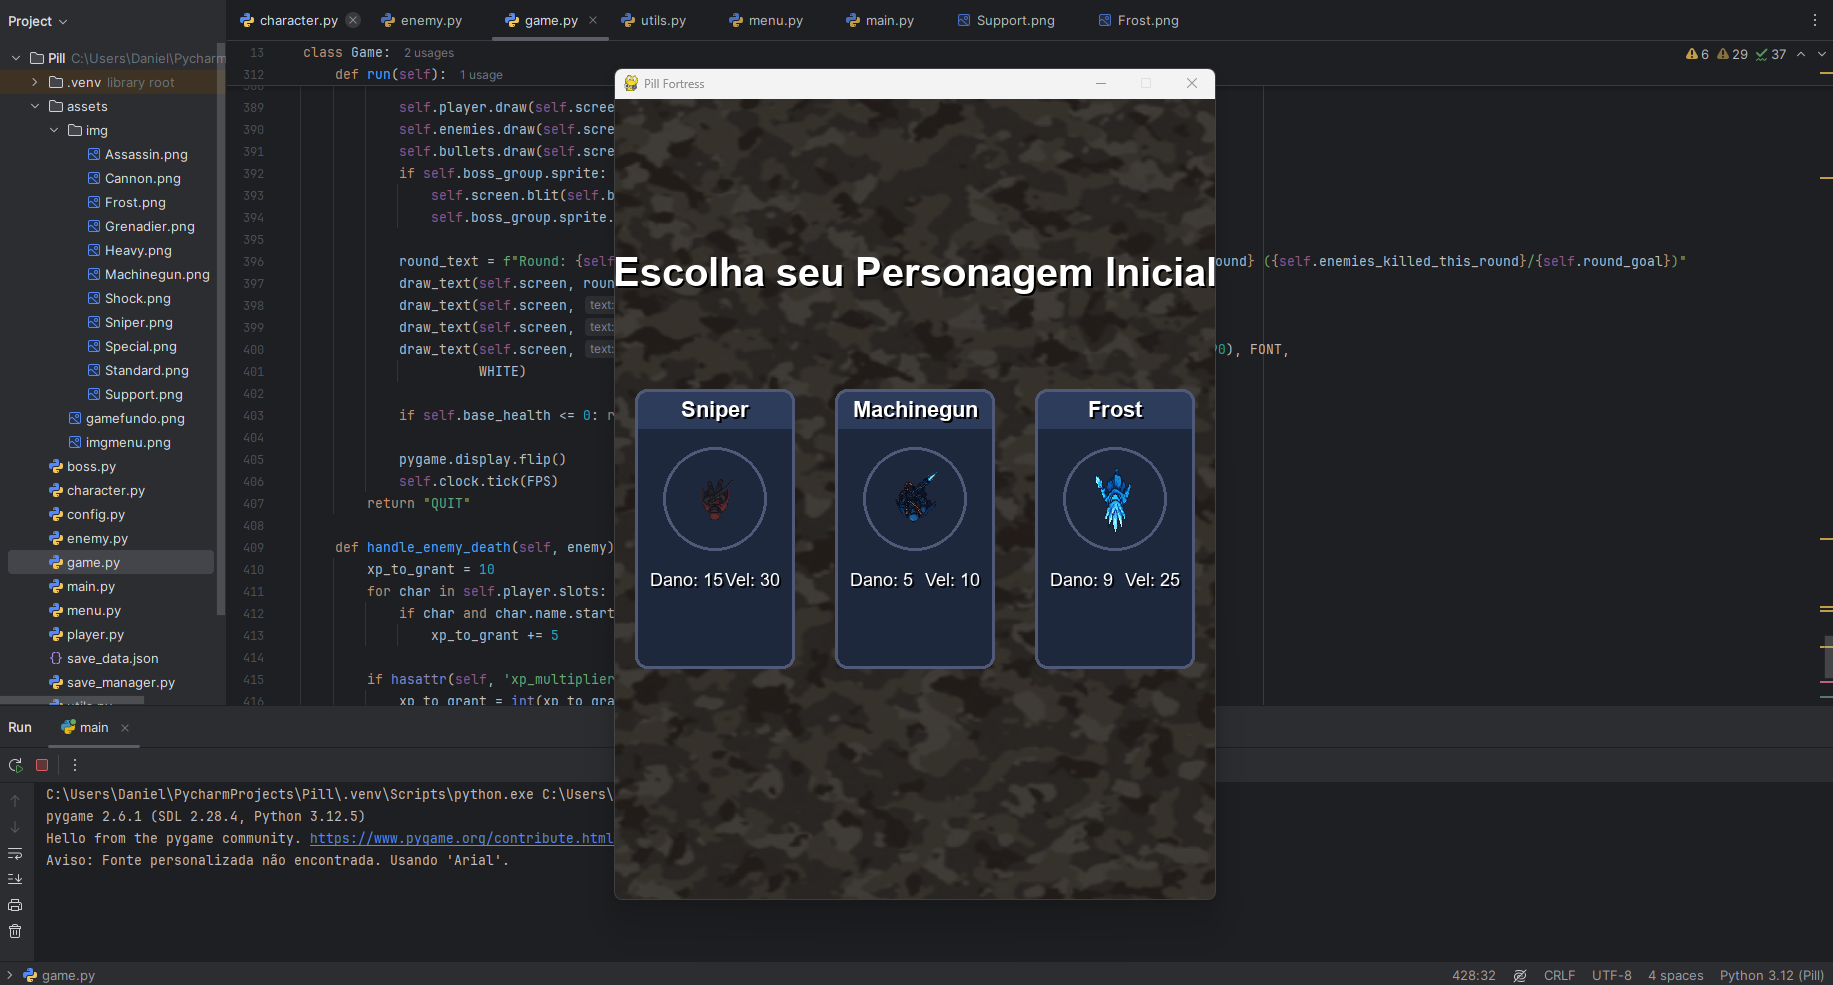 Project
Pill C:\Users\Daniel\Pycharm
.venv library root
assets
img
Assassin.png
Cannon.png
Frost.png
Grenadier.png
Heavy.png
Machinegun.png
Shock.png
Sniper.png
Special.png
Standard.png
Support.png
gamefundo.png
imgmenu.png
boss.py
character.py
config.py
enemy.py
game.py
main.py
menu.py
player.py
save_data.json
save_manager.py
character.py enemy.py game.py utils.py menu.py main.py Support.png Frost.png
6 29 37
13 class Game: 2 usages
312 def run(self): 1 usage
389 self.player.draw(self.scree
390 self.enemies.draw(self.scre
391 self.bullets.draw(self.scre
392 if self.boss_group.sprite:
393 self.screen.blit(self.b
394 self.boss_group.sprite.
395
396 round_text = f"Round: {self ound} ({self.enemies_killed_this_round}/{self.round_goal})"
397 draw_text(self.screen, roun
398 draw_text(self.screen, text:
399 draw_text(self.screen, text:
400 draw_text(self.screen, text: 0), FONT,
401 WHITE)
402
403 if self.base_health <= 0: r
404
405 pygame.display.flip()
406 self.clock.tick(FPS)
407 return "QUIT"
408
409 def handle_enemy_death(self, enemy)
410 xp_to_grant = 10
411 for char in self.player.slots:
412 if char and char.name.start
413 xp_to_grant += 5
414
415 if hasattr(self, 'xp_multiplier
416 xp_to_grant = int(xp_to_gra
Pill Fortress
Escolha seu Personagem Inicial
Sniper
Dano: 15 Vel: 30
Machinegun
Dano: 5 Vel: 10
Frost
Dano: 9 Vel: 25
Run main
C:\Users\Daniel\PycharmProjects\Pill\.venv\Scripts\python.exe C:\Users\
pygame 2.6.1 (SDL 2.28.4, Python 3.12.5)
Hello from the pygame community. https://www.pygame.org/contribute.html
Aviso: Fonte personalizada não encontrada. Usando 'Arial'.
game.py
428:32 CRLF UTF-8 4 spaces Python 3.12 (Pill)